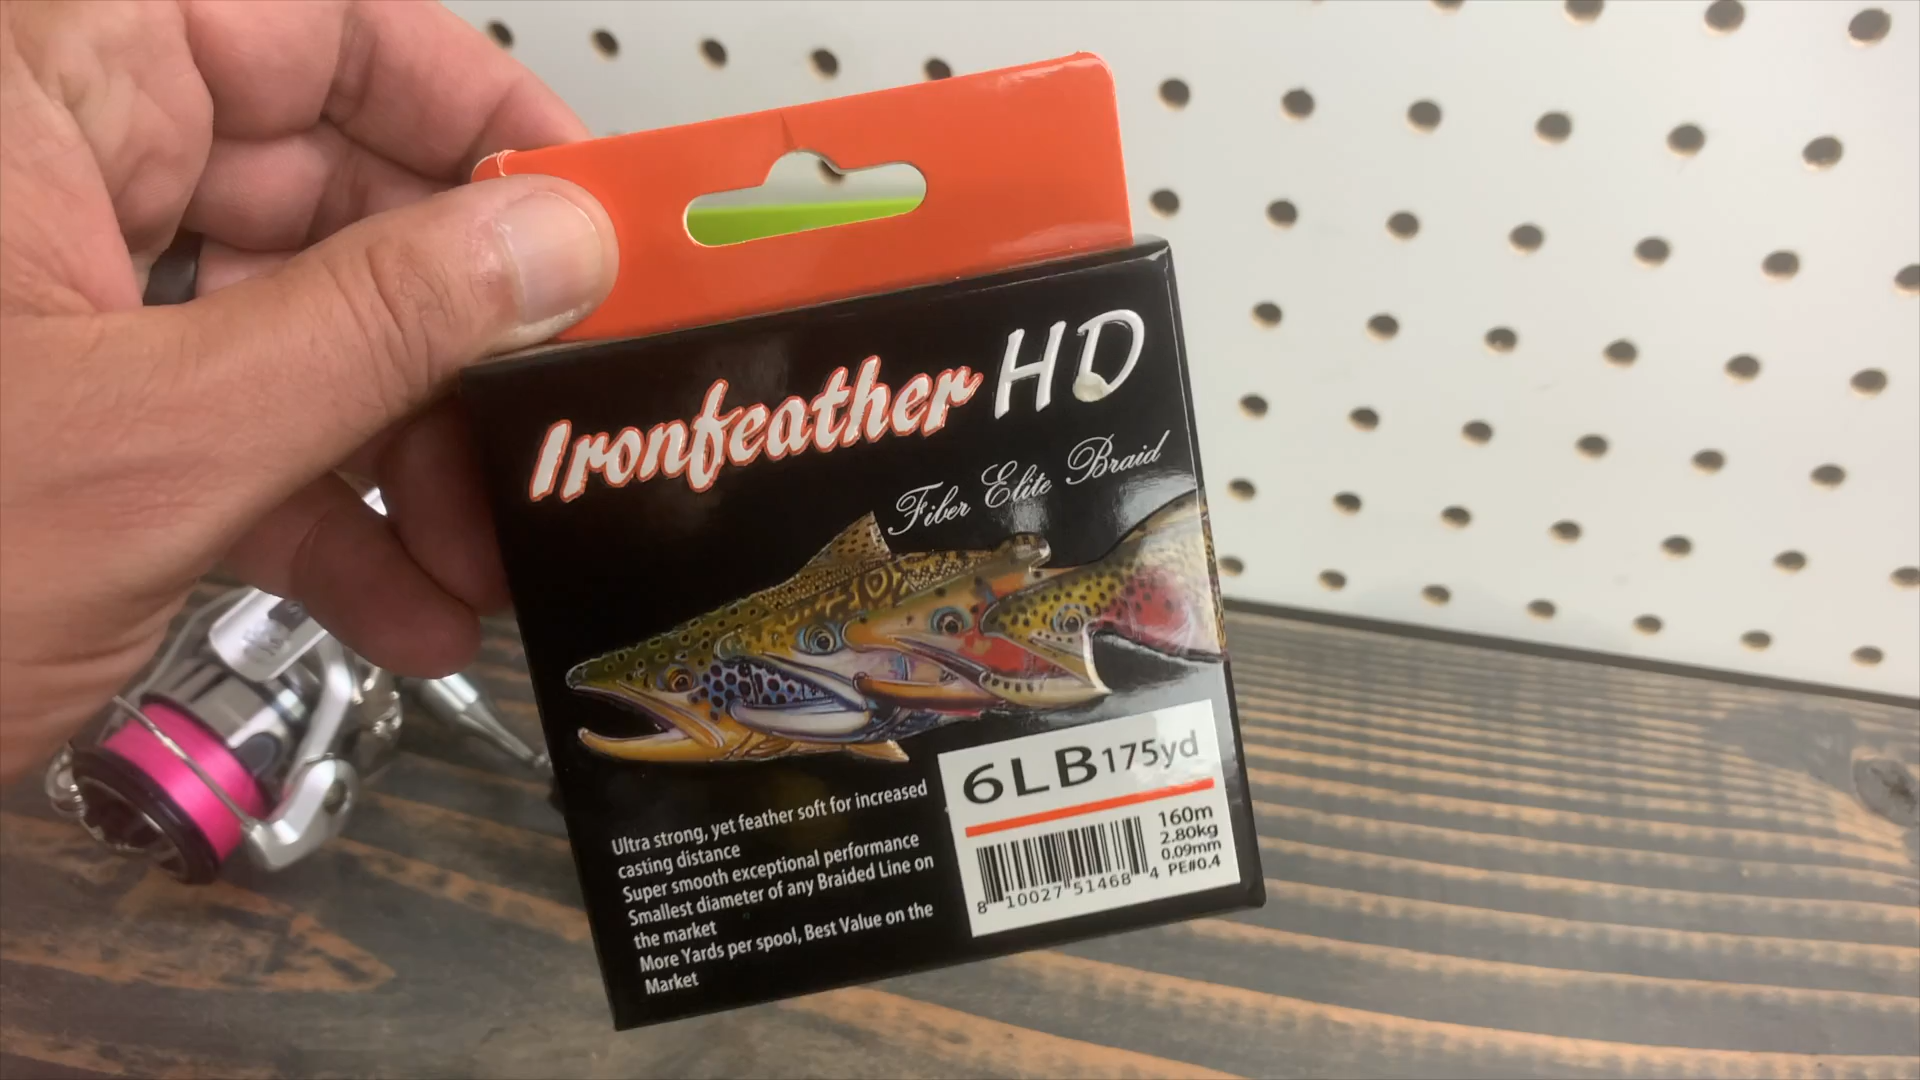 Ironfeather HD
Fiber Elite Braid
6LB 175yd
160m
2.80kg
0.09mm
PE#0.4
8 10027 51468 4
Ultra strong, yet feather soft for increased
casting distance
Super smooth exceptional performance
Smallest diameter of any Braided Line on
the market
More Yards per spool, Best Value on the
Market